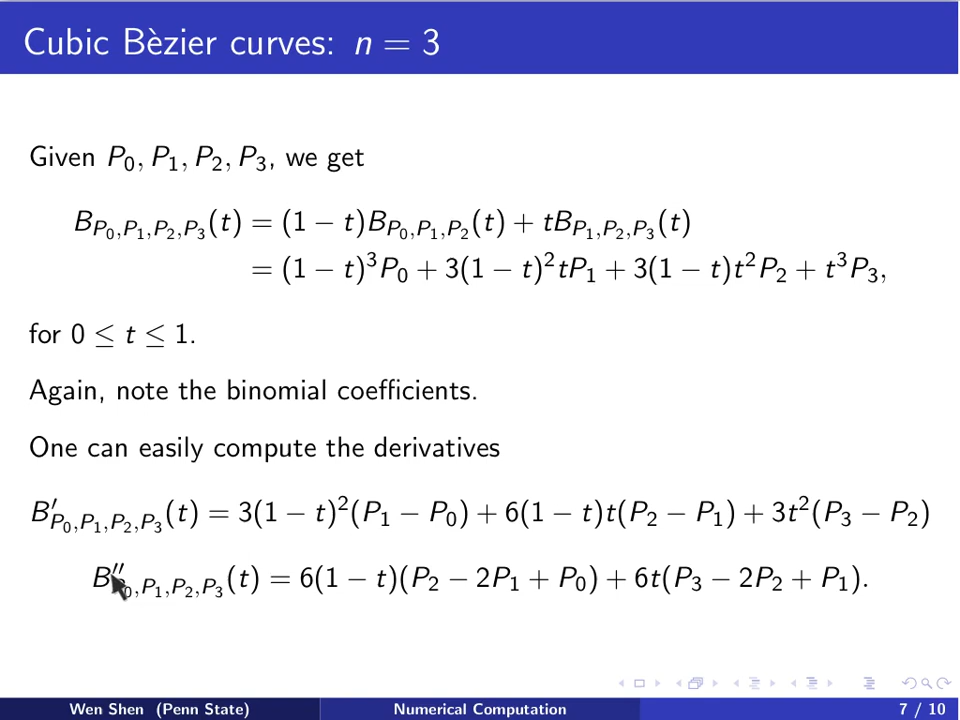 Cubic Bèzier curves: n = 3
Given P₀, P₁, P₂, P₃, we get
B_{P₀,P₁,P₂,P₃}(t) = (1 − t)B_{P₀,P₁,P₂}(t) + tB_{P₁,P₂,P₃}(t)
= (1 − t)³P₀ + 3(1 − t)²tP₁ + 3(1 − t)t²P₂ + t³P₃,
for 0 ≤ t ≤ 1.
Again, note the binomial coefficients.
One can easily compute the derivatives
B′_{P₀,P₁,P₂,P₃}(t) = 3(1 − t)²(P₁ − P₀) + 6(1 − t)t(P₂ − P₁) + 3t²(P₃ − P₂)
B″_{P₀,P₁,P₂,P₃}(t) = 6(1 − t)(P₂ − 2P₁ + P₀) + 6t(P₃ − 2P₂ + P₁).
Wen Shen (Penn State) Numerical Computation 7 / 10